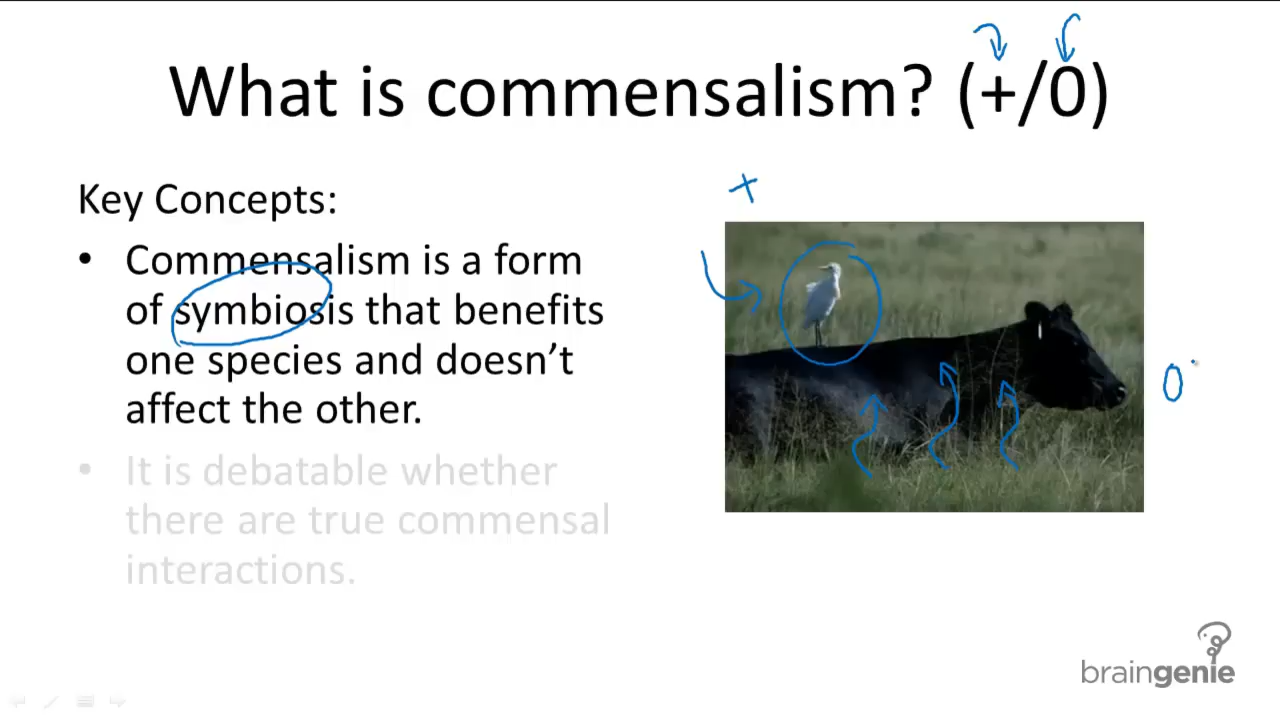 What is commensalism? (+/0)
+
Key Concepts:
• Commensalism is a form
of symbiosis that benefits
one species and doesn’t
affect the other.
0
• It is debatable whether
there are true commensal
interactions.
braingenie